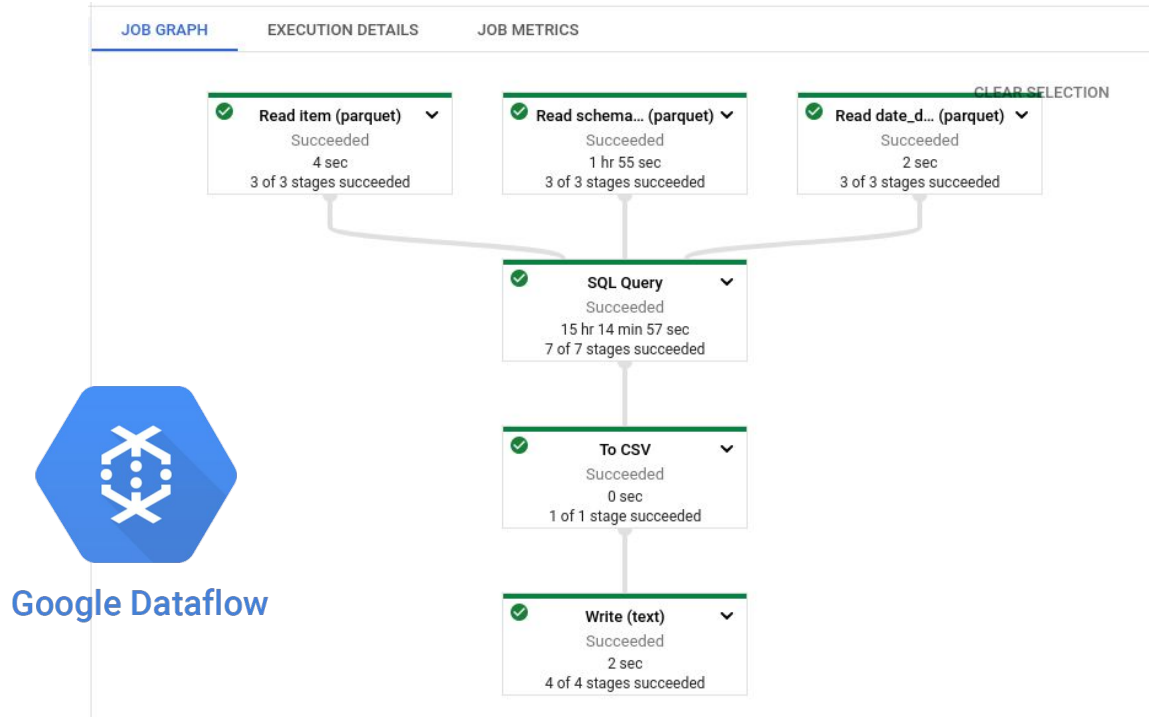 JOB GRAPH EXECUTION DETAILS JOB METRICS
CLEAR SELECTION
Read item (parquet)
Succeeded
4 sec
3 of 3 stages succeeded
Read schema... (parquet)
Succeeded
1 hr 55 sec
3 of 3 stages succeeded
Read date_d... (parquet)
Succeeded
2 sec
3 of 3 stages succeeded
SQL Query
Succeeded
15 hr 14 min 57 sec
7 of 7 stages succeeded
To CSV
Succeeded
0 sec
1 of 1 stage succeeded
Google Dataflow
Write (text)
Succeeded
2 sec
4 of 4 stages succeeded